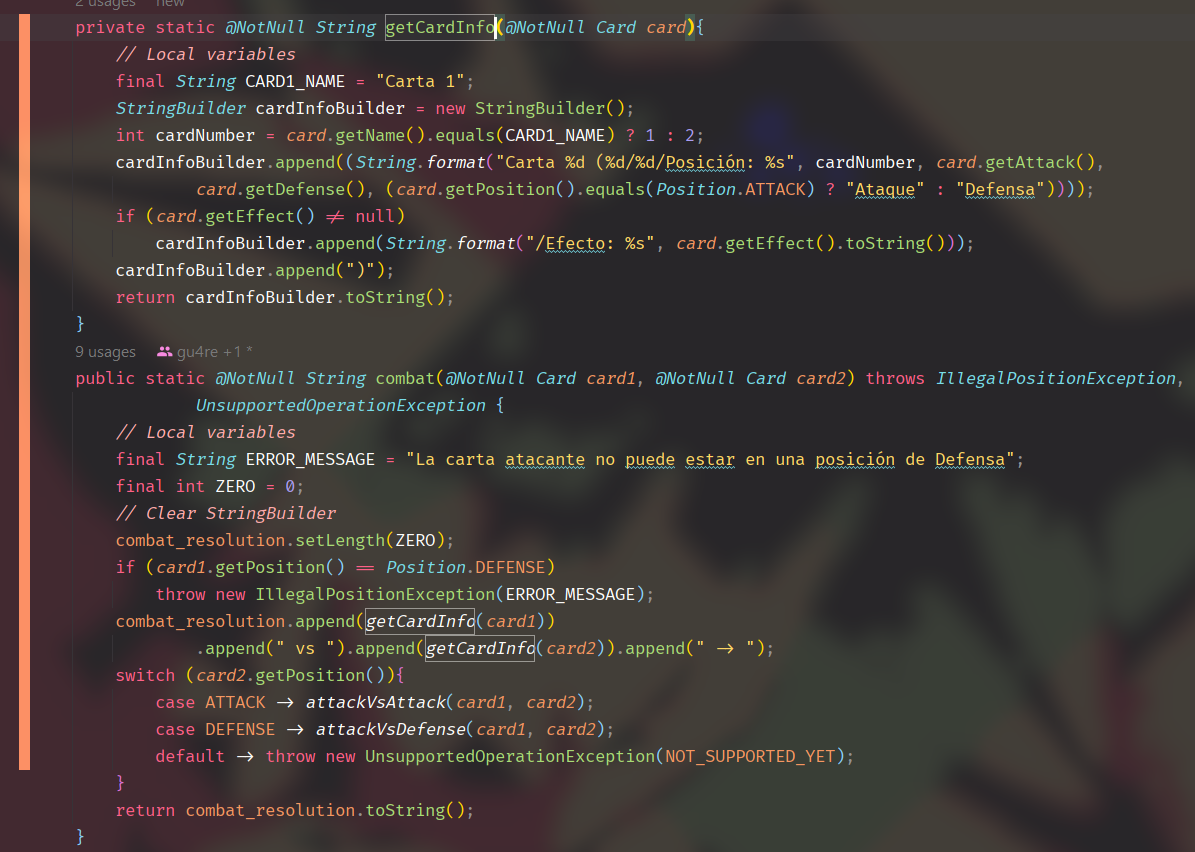 2 usages new
private static @NotNull String getCardInfo(@NotNull Card card){
// Local variables
final String CARD1_NAME = "Carta 1";
StringBuilder cardInfoBuilder = new StringBuilder();
int cardNumber = card.getName().equals(CARD1_NAME) ? 1 : 2;
cardInfoBuilder.append((String.format("Carta %d (%d/%d/Posición: %s", cardNumber, card.getAttack(),
card.getDefense(), (card.getPosition().equals(Position.ATTACK) ? "Ataque" : "Defensa"))));
if (card.getEffect() ≠ null)
cardInfoBuilder.append(String.format("/Efecto: %s", card.getEffect().toString()));
cardInfoBuilder.append(")");
return cardInfoBuilder.toString();
}
9 usages gu4re +1 *
public static @NotNull String combat(@NotNull Card card1, @NotNull Card card2) throws IllegalPositionException,
UnsupportedOperationException {
// Local variables
final String ERROR_MESSAGE = "La carta atacante no puede estar en una posición de Defensa";
final int ZERO = 0;
// Clear StringBuilder
combat_resolution.setLength(ZERO);
if (card1.getPosition() == Position.DEFENSE)
throw new IllegalPositionException(ERROR_MESSAGE);
combat_resolution.append(getCardInfo(card1))
.append(" vs ").append(getCardInfo(card2)).append(" → ");
switch (card2.getPosition()){
case ATTACK → attackVsAttack(card1, card2);
case DEFENSE → attackVsDefense(card1, card2);
default → throw new UnsupportedOperationException(NOT_SUPPORTED_YET);
}
return combat_resolution.toString();
}